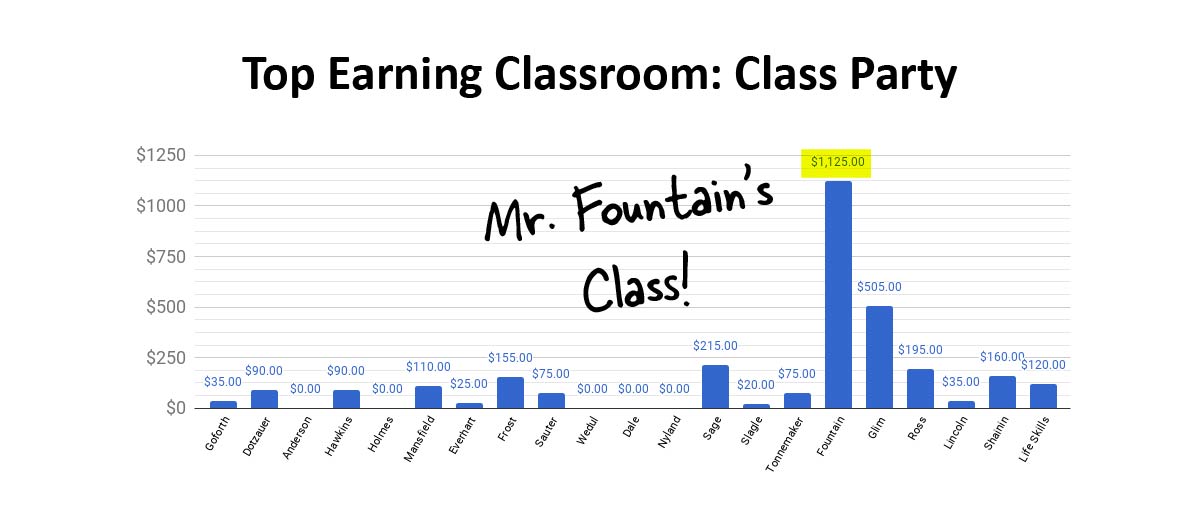 Top Earning Classroom: Class Party
$1250
$1000
$750
$500
$250
$0
Mr. Fountain's
Class!
$35.00
$90.00
$0.00
$90.00
$0.00
$110.00
$25.00
$155.00
$75.00
$0.00
$0.00
$0.00
$215.00
$20.00
$75.00
$1,125.00
$505.00
$195.00
$35.00
$160.00
$120.00
Goforth
Dotzauer
Anderson
Hawkins
Holmes
Mansfield
Everhart
Frost
Sauter
Wedul
Dale
Nyland
Sage
Slagle
Tonnemaker
Fountain
Glim
Ross
Lincoln
Shainin
Life Skills